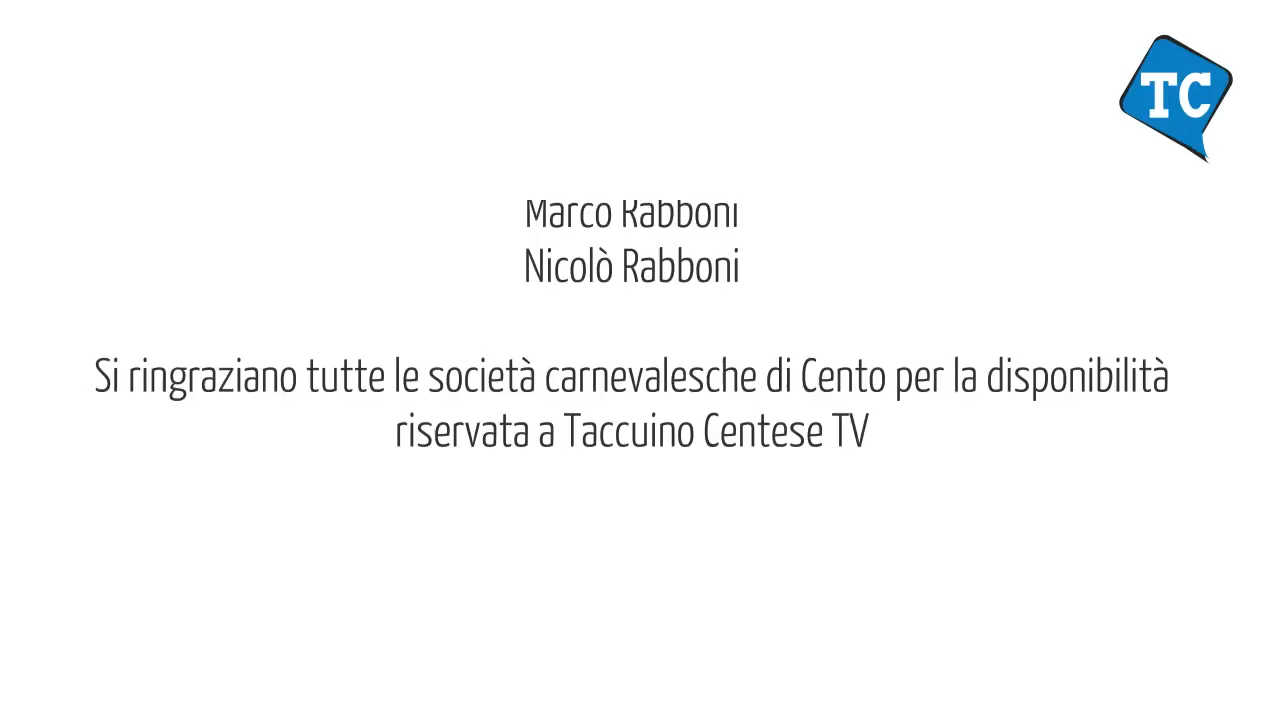 TC
Marco Rabboni
Nicolò Rabboni
Si ringraziano tutte le società carnevalesche di Cento per la disponibilità
riservata a Taccuino Centese TV